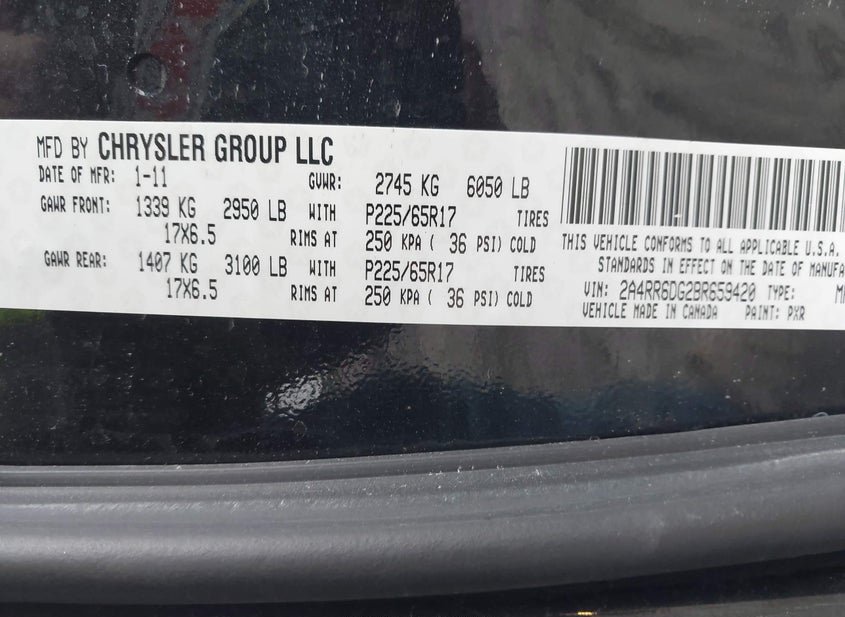 MFD BY CHRYSLER GROUP LLC
DATE OF MFR: 1-11 GVWR: 2745 KG 6050 LB
GAWR FRONT: 1339 KG 2950 LB WITH P225/65R17 TIRES
17X6.5 RIMS AT 250 KPA ( 36 PSI) COLD
GAWR REAR: 1407 KG 3100 LB WITH P225/65R17 TIRES
17X6.5 RIMS AT 250 KPA ( 36 PSI) COLD
THIS VEHICLE CONFORMS TO ALL APPLICABLE U.S.A.
STANDARDS IN EFFECT ON THE DATE OF MANUFA
VIN: 2A4RR6DG2BR659420 TYPE: MP
VEHICLE MADE IN CANADA PAINT: PXR